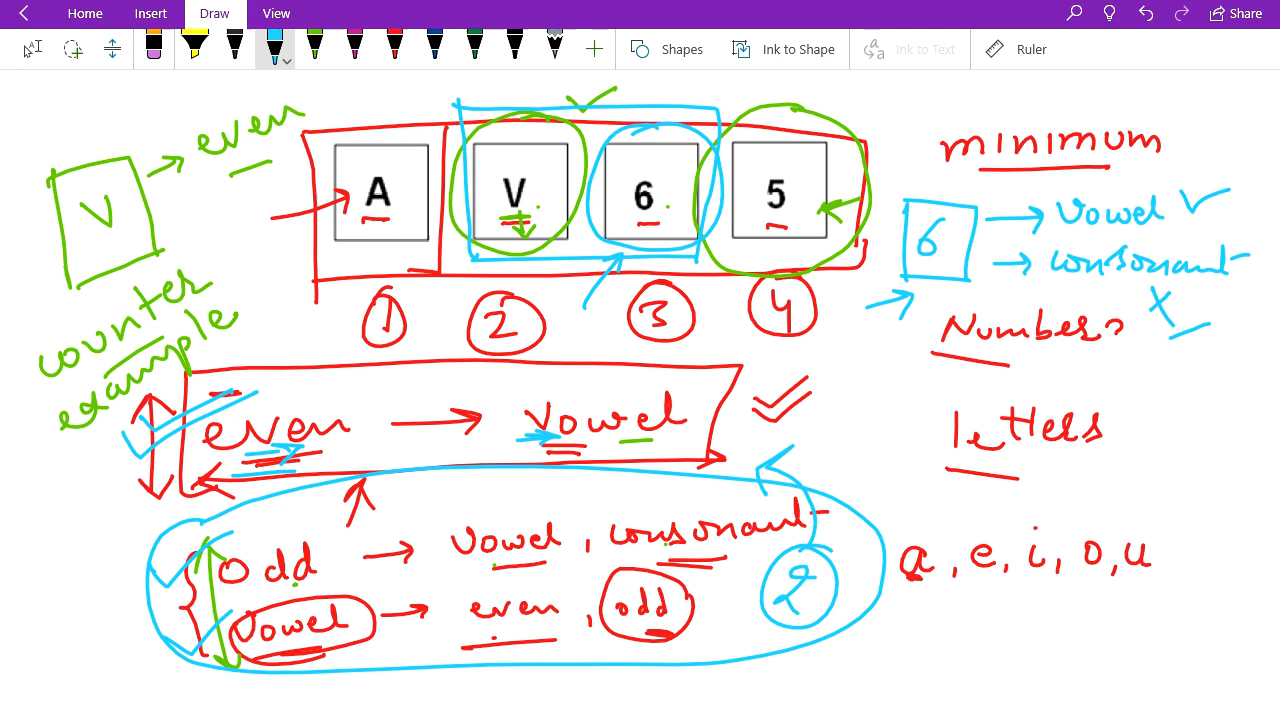 Home Insert Draw View Share
Shapes Ink to Shape Ink to Text Ruler
even
V
A V 6 5
minimum
6 → Vowel ✓
→ consonant
X
1 2 3 4
Numbers
counter
example
even → Vowel
letters
Odd → Vowel, consonant
Vowel → even, odd
2
a, e, i, o, u